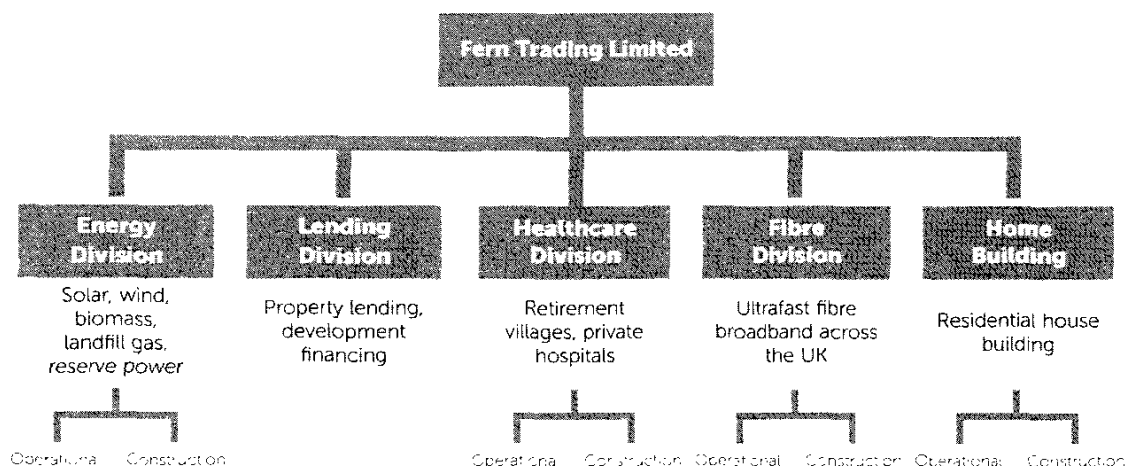 Fern Trading Limited
Energy
Division
Solar, wind,
biomass,
landfill gas,
reserve power
Operational
Construction
Lending
Division
Property lending,
development
financing
Healthcare
Division
Retirement
villages, private
hospitals
Operational
Construction
Fibre
Division
Ultrafast fibre
broadband across
the UK
Operational
Construction
Home
Building
Residential house
building
Operational
Construction